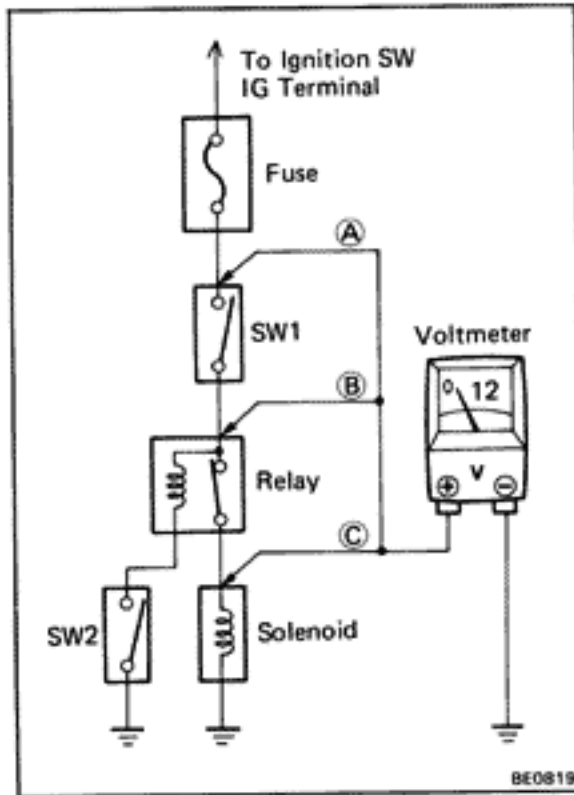 To Ignition SW
IG Terminal
Fuse
A
SW1
Voltmeter
0 12
B
Relay
V
+ −
C
SW2
Solenoid
BE0819